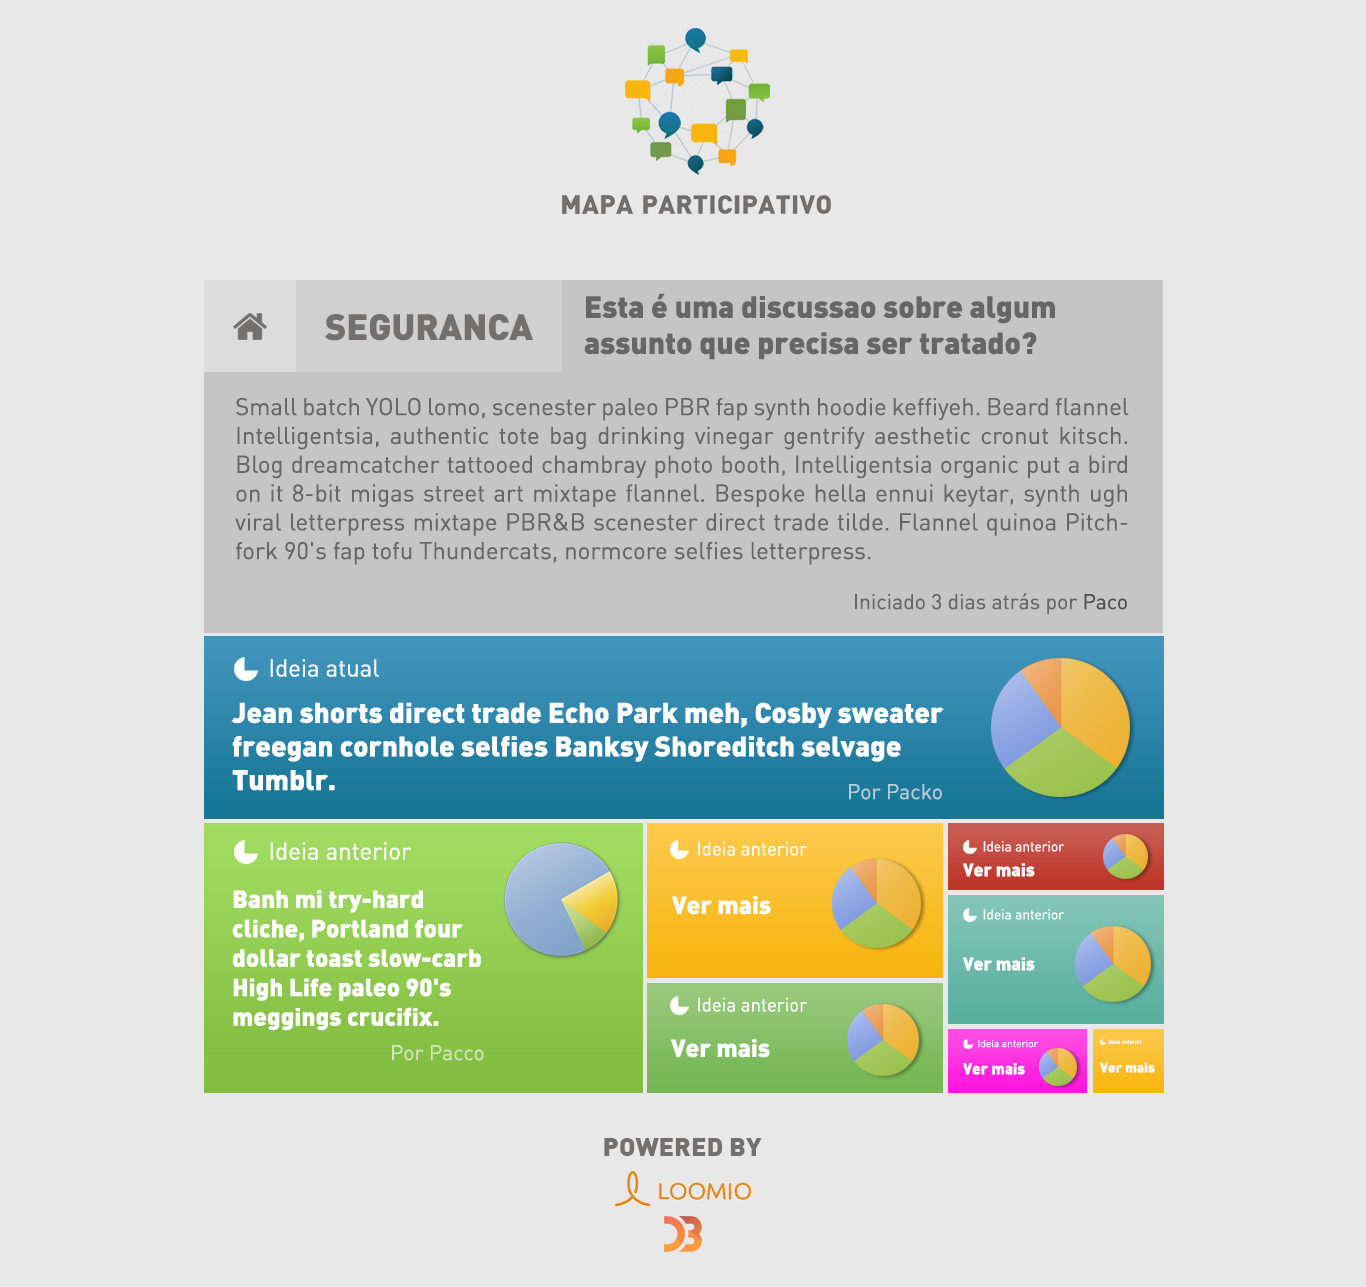 MAPA PARTICIPATIVO
SEGURANCA
Esta é uma discussao sobre algum
assunto que precisa ser tratado?
Small batch YOLO lomo, scenester paleo PBR fap synth hoodie keffiyeh. Beard flannel
Intelligentsia, authentic tote bag drinking vinegar gentrify aesthetic cronut kitsch.
Blog dreamcatcher tattooed chambray photo booth, Intelligentsia organic put a bird
on it 8-bit migas street art mixtape flannel. Bespoke hella ennui keytar, synth ugh
viral letterpress mixtape PBR&B scenester direct trade tilde. Flannel quinoa Pitch-
fork 90's fap tofu Thundercats, normcore selfies letterpress.
Iniciado 3 dias atrás por Paco
Ideia atual
Jean shorts direct trade Echo Park meh, Cosby sweater
freegan cornhole selfies Banksy Shoreditch selvage
Tumblr.
Por Packo
Ideia anterior
Banh mi try-hard
cliche, Portland four
dollar toast slow-carb
High Life paleo 90's
meggings crucifix.
Por Pacco
Ideia anterior
Ver mais
Ideia anterior
Ver mais
Ideia anterior
Ver mais
Ideia anterior
Ver mais
Ideia anterior
Ver mais
Ideia anterior
Ver mais
POWERED BY
LOOMIO
D3